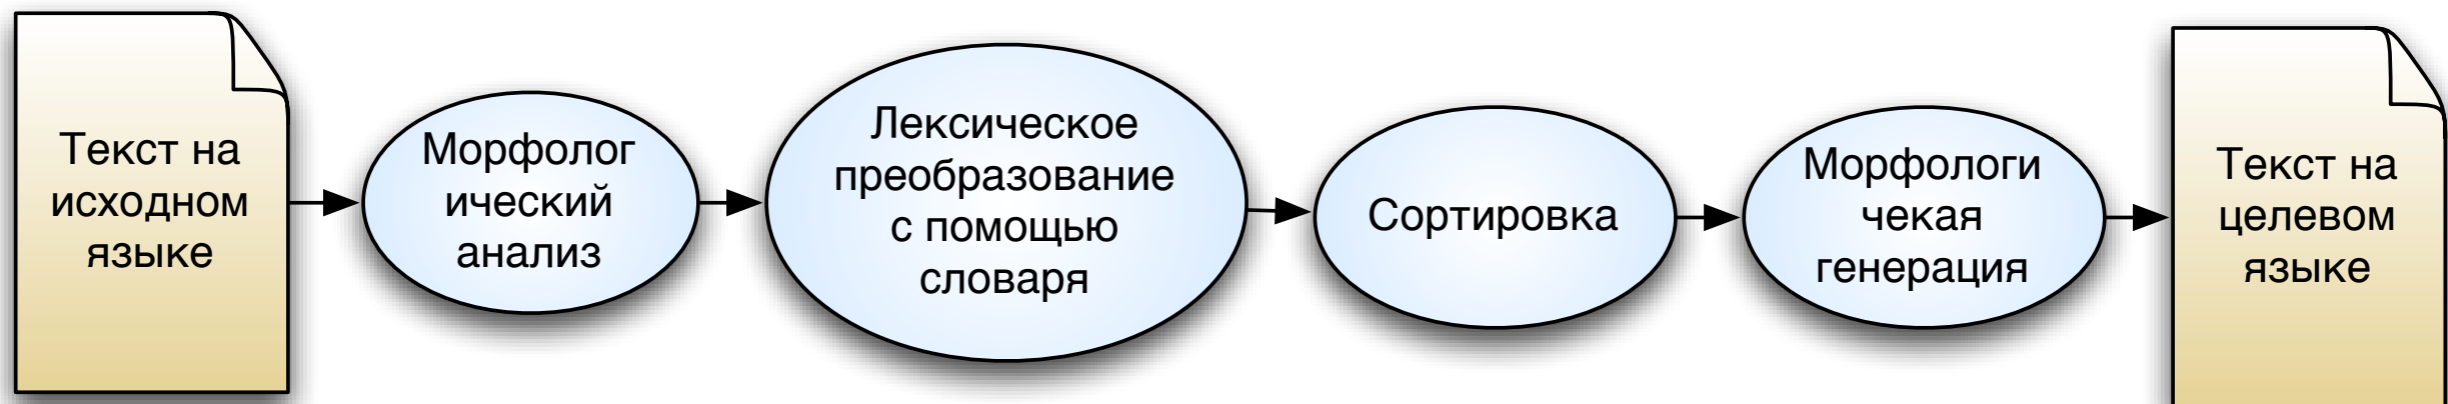 Текст на
исходном
языке
Морфолог
ический
анализ
Лексическое
преобразование
с помощью
словаря
Сортировка
Морфологи
чекая
генерация
Текст на
целевом
языке